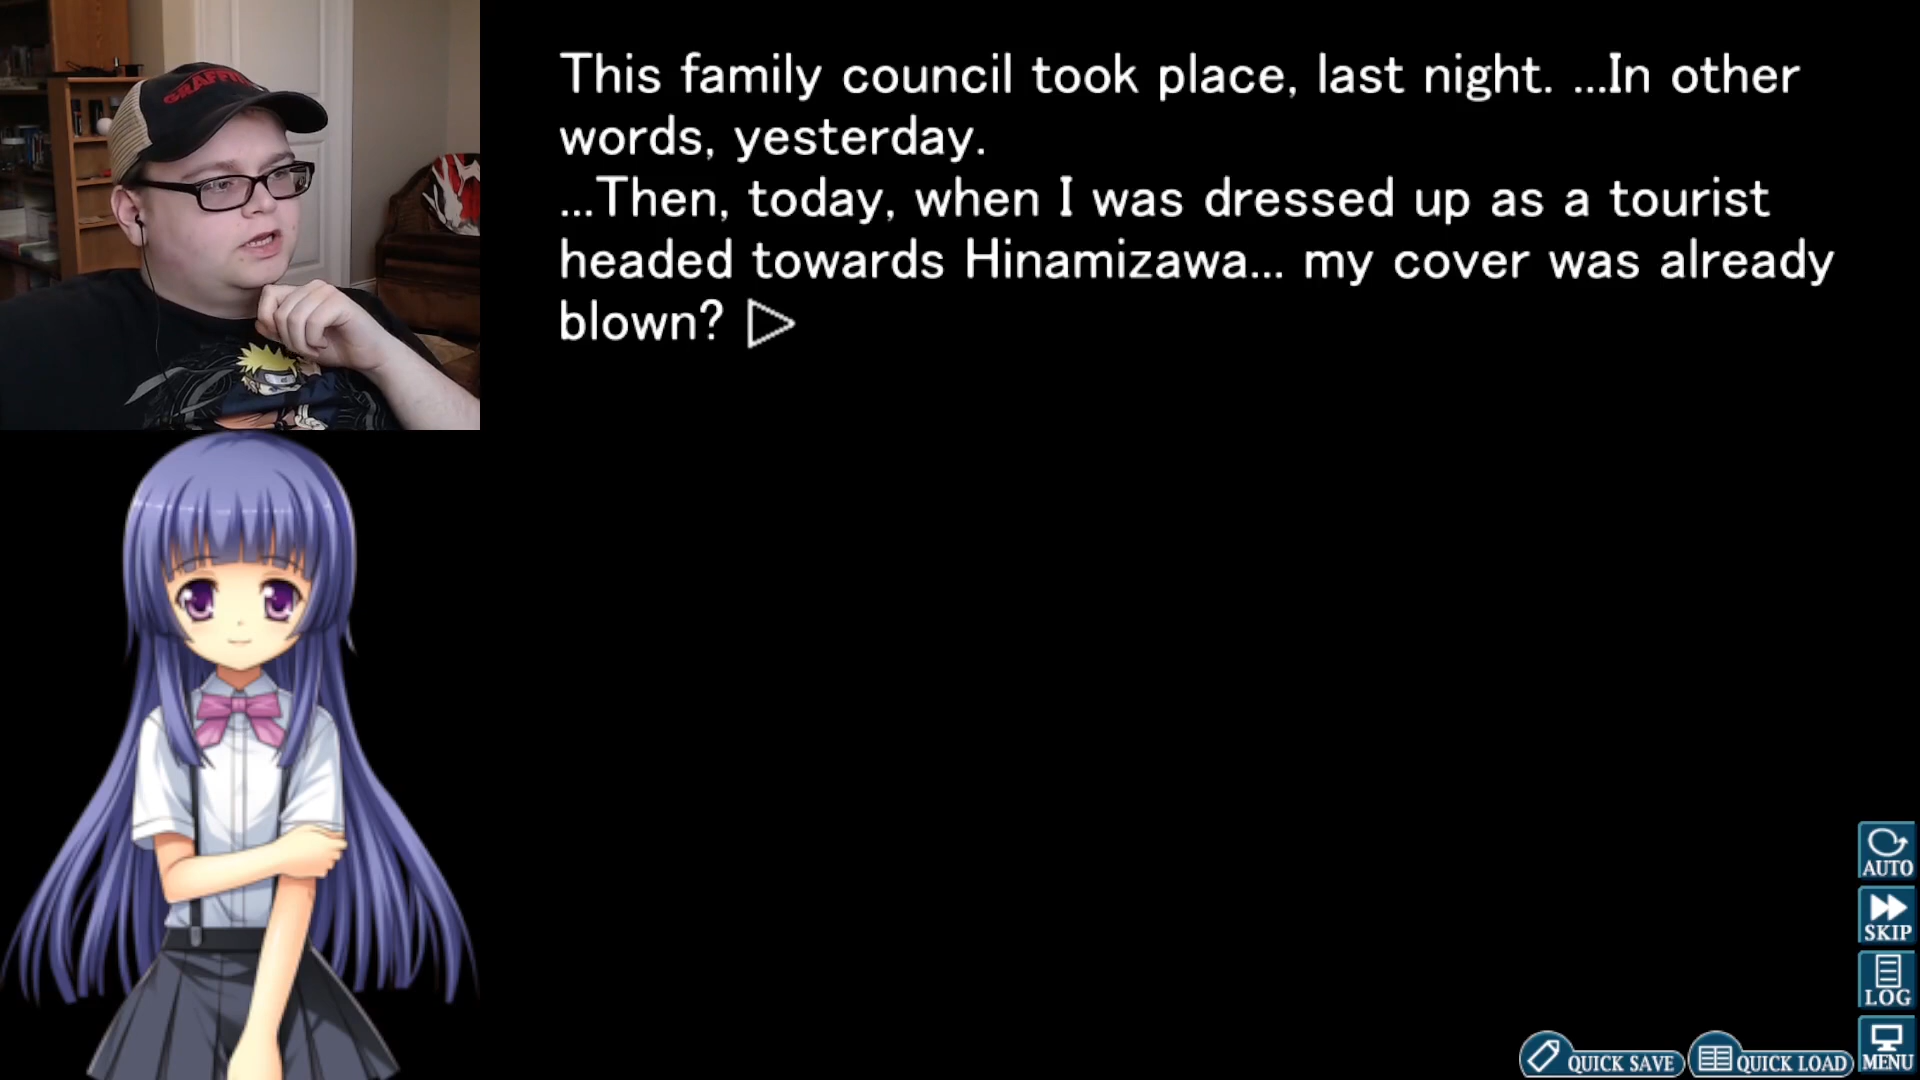 This family council took place, last night. ...In other
words, yesterday.
...Then, today, when I was dressed up as a tourist
headed towards Hinamizawa... my cover was already
blown?
AUTO
SKIP
LOG
MENU
QUICK SAVE
QUICK LOAD